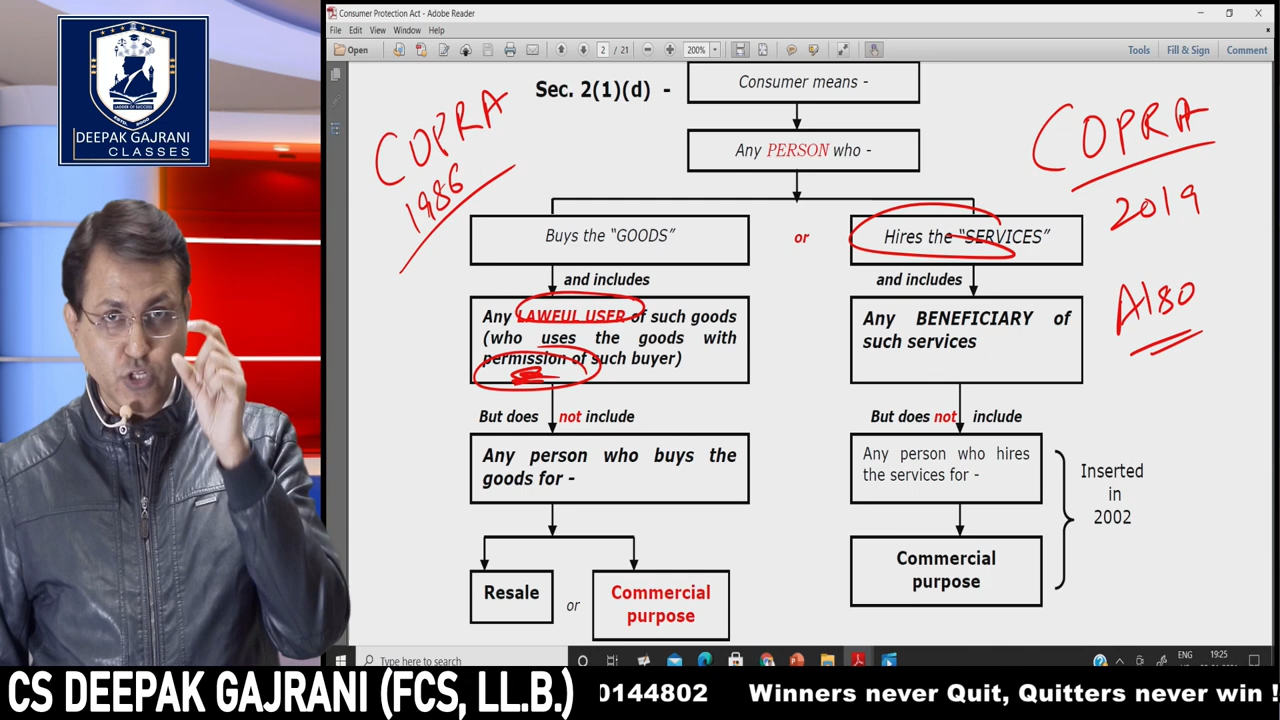 Consumer Protection Act - Adobe Reader
File Edit View Window Help
Open 2 / 21 200% Tools Fill & Sign Comment
DEEPAK GAJRANI
CLASSES
Sec. 2(1)(d) -
Consumer means -
Any PERSON who -
COPRA
1986
COPRA
2019
Also
Buys the “GOODS”
or
Hires the “SERVICES”
and includes
and includes
Any LAWFUL USER of such goods
(who uses the goods with
permission of such buyer)
Any BENEFICIARY of
such services
But does not include
But does not include
Any person who buys the
goods for -
Any person who hires
the services for -
Inserted
in
2002
Resale
or
Commercial
purpose
Commercial
purpose
Type here to search
ENG
19:25
CS DEEPAK GAJRANI (FCS, LL.B.)
0144802 Winners never Quit, Quitters never win !